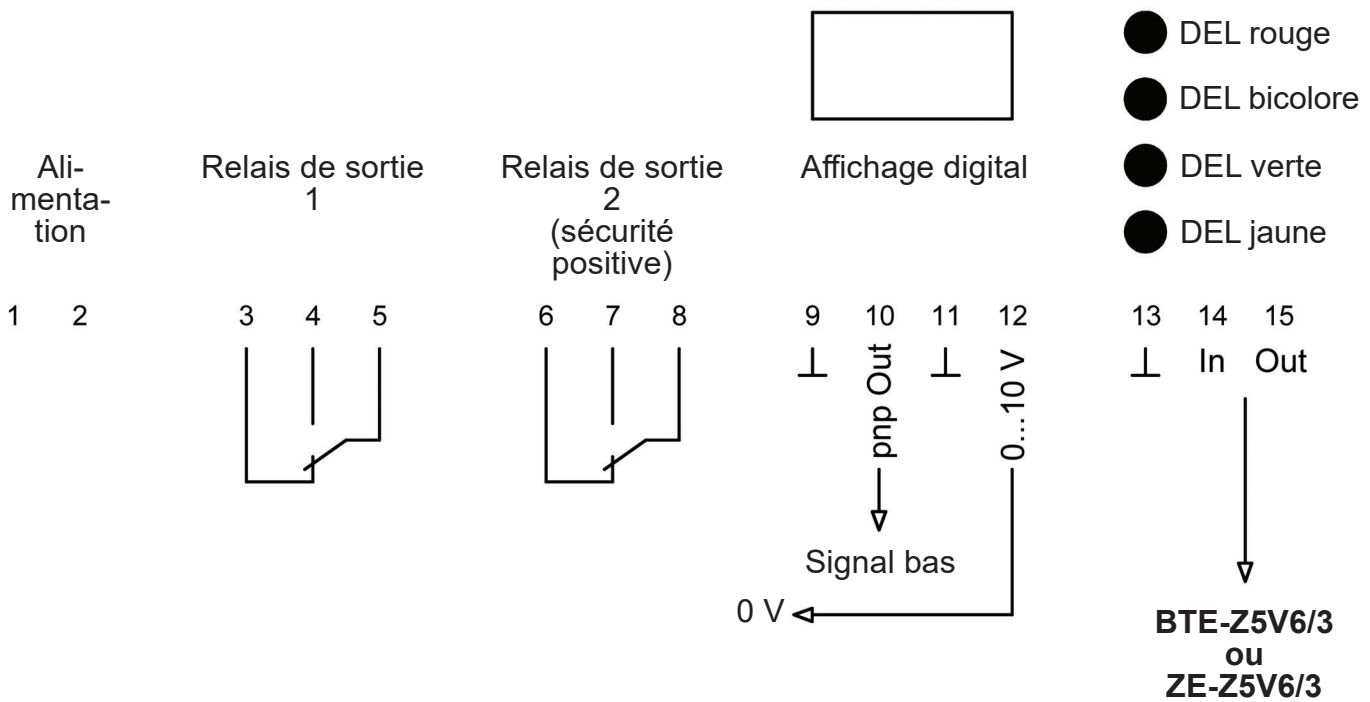 DEL rouge
DEL bicolore
DEL verte
DEL jaune
Ali-
menta-
tion
Relais de sortie
1
Relais de sortie
2
(sécurité
positive)
Affichage digital
1 2 3 4 5 6 7 8 9 10 11 12 13 14 15
pnp Out
0...10 V
In Out
Signal bas
0 V
BTE-Z5V6/3
ou
ZE-Z5V6/3